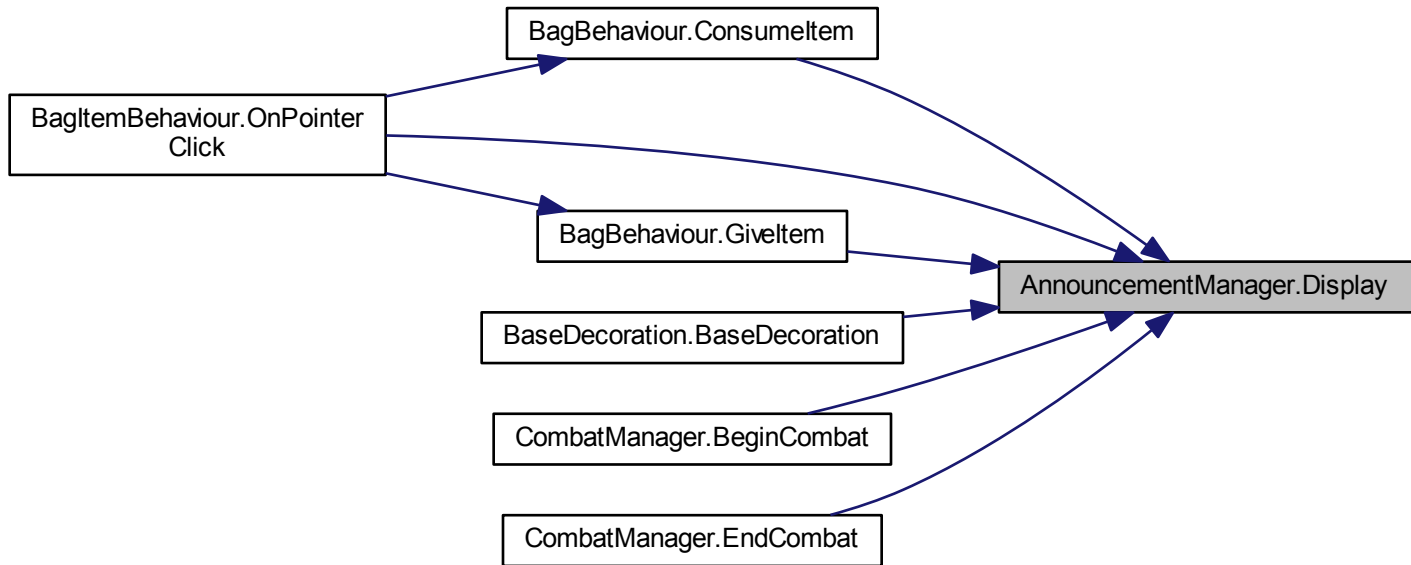 BagBehaviour.ConsumeItem
BagItemBehaviour.OnPointer
Click
BagBehaviour.GiveItem
AnnouncementManager.Display
BaseDecoration.BaseDecoration
CombatManager.BeginCombat
CombatManager.EndCombat